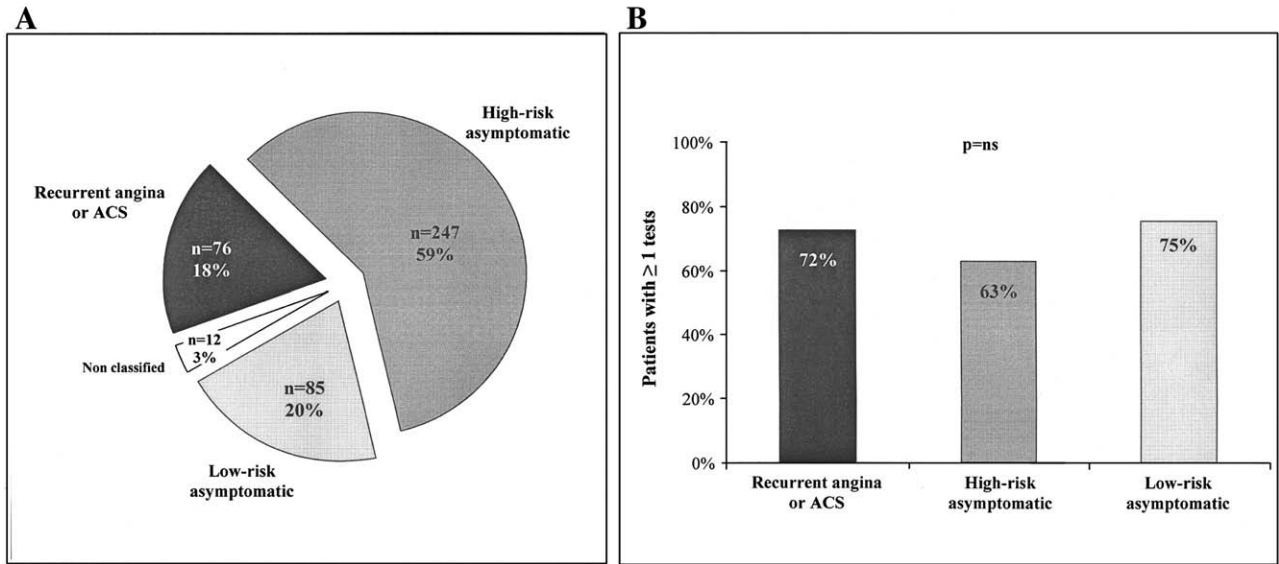 A
High-risk
asymptomatic
Recurrent angina
or ACS
n=247
59%
n=76
18%
n=12
3%
Non classified
n=85
20%
Low-risk
asymptomatic
B
p=ns
Patients with ≥ 1 tests
100%
80%
60%
40%
20%
0%
72%
63%
75%
Recurrent angina
or ACS
High-risk
asymptomatic
Low-risk
asymptomatic